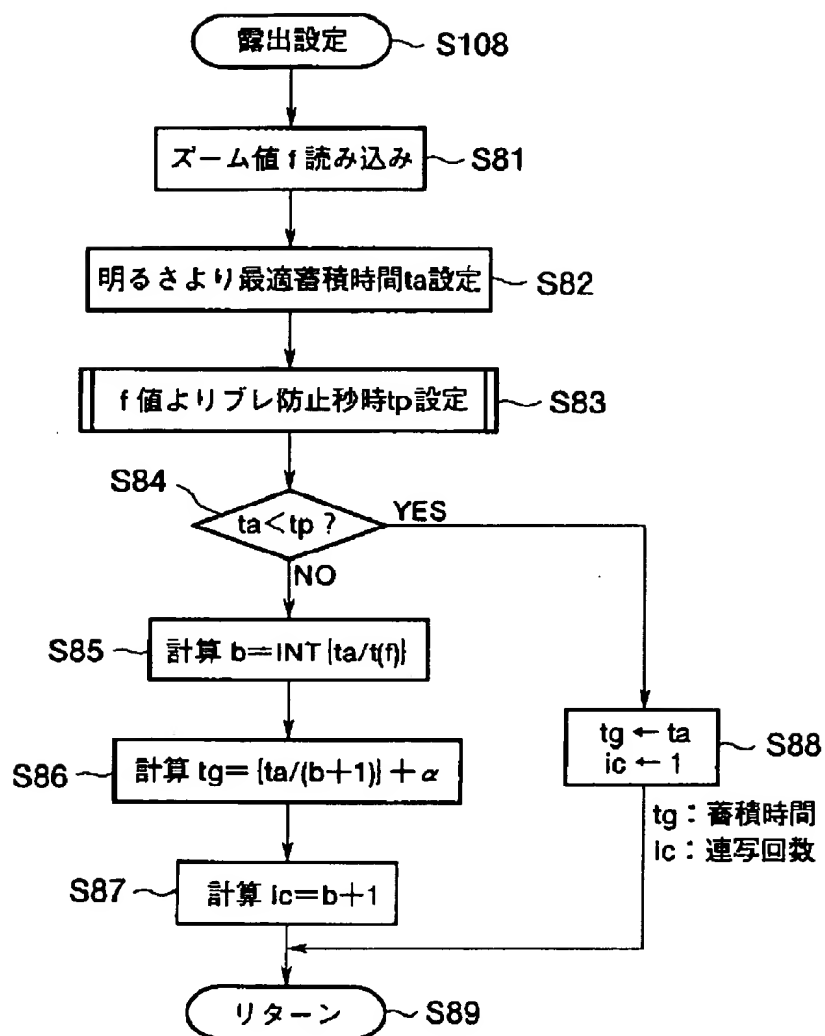 露出設定 S108
ズーム値 f 読み込み S81
明るさより最適蓄積時間ta設定 S82
f 値よりブレ防止秒時tp設定 S83
S84
ta<tp ?
YES
NO
S85 計算 b=INT{ta/t(f)}
S86 計算 tg={ta/(b+1)}+α
S87 計算 ic=b+1
tg ← ta
ic ← 1
S88
tg:蓄積時間
ic:連写回数
リターン S89